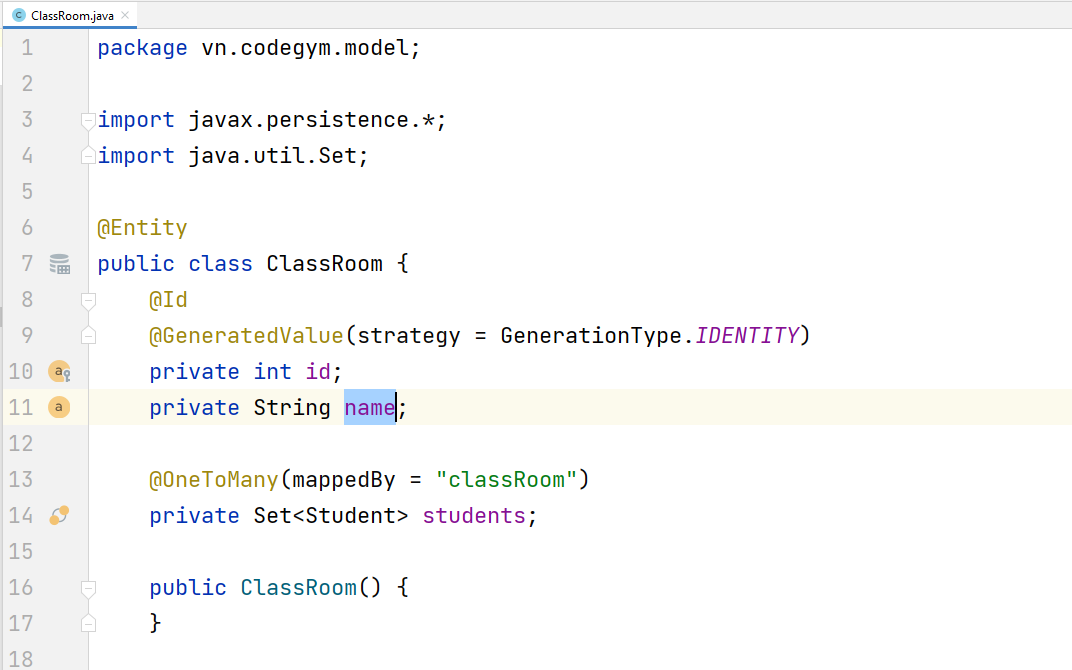 ClassRoom.java
1 package vn.codegym.model;
2
3 import javax.persistence.*;
4 import java.util.Set;
5
6 @Entity
7 public class ClassRoom {
8 @Id
9 @GeneratedValue(strategy = GenerationType.IDENTITY)
10 private int id;
11 private String name;
12
13 @OneToMany(mappedBy = "classRoom")
14 private Set<Student> students;
15
16 public ClassRoom() {
17 }
18